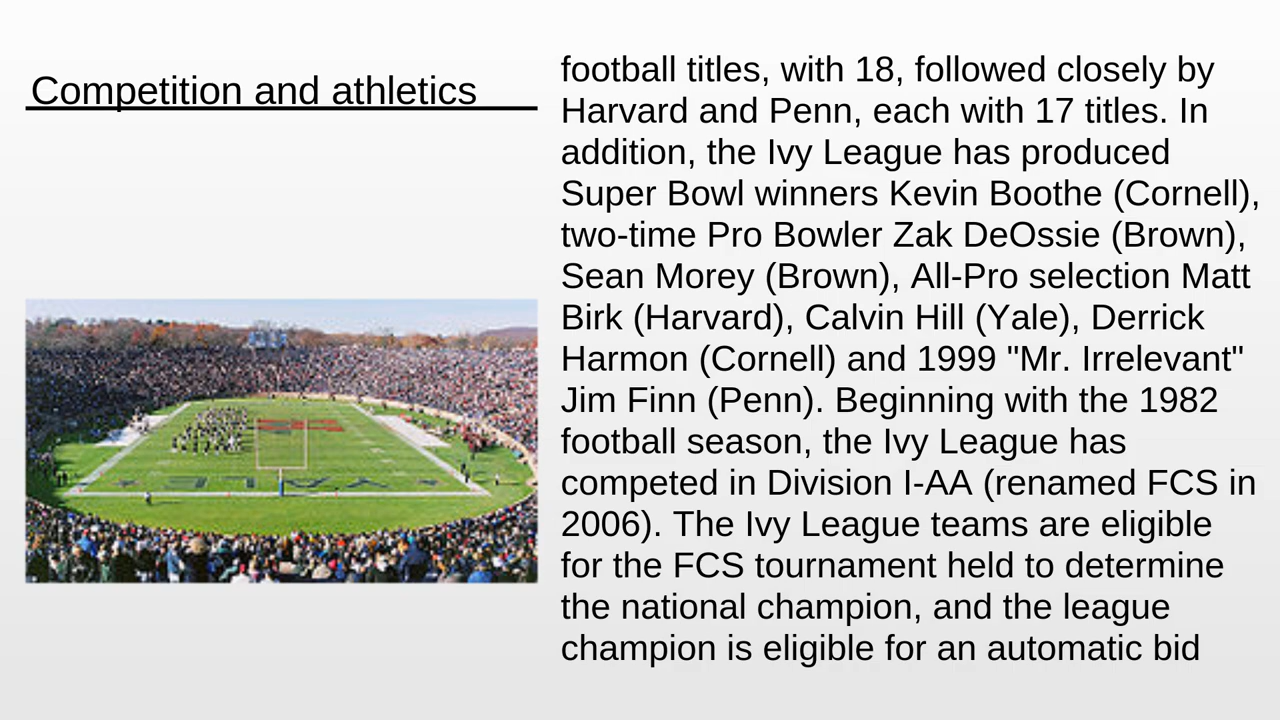 Competition and athletics
football titles, with 18, followed closely by
Harvard and Penn, each with 17 titles. In
addition, the Ivy League has produced
Super Bowl winners Kevin Boothe (Cornell),
two-time Pro Bowler Zak DeOssie (Brown),
Sean Morey (Brown), All-Pro selection Matt
Birk (Harvard), Calvin Hill (Yale), Derrick
Harmon (Cornell) and 1999 "Mr. Irrelevant"
Jim Finn (Penn). Beginning with the 1982
football season, the Ivy League has
competed in Division I-AA (renamed FCS in
2006). The Ivy League teams are eligible
for the FCS tournament held to determine
the national champion, and the league
champion is eligible for an automatic bid
YALE